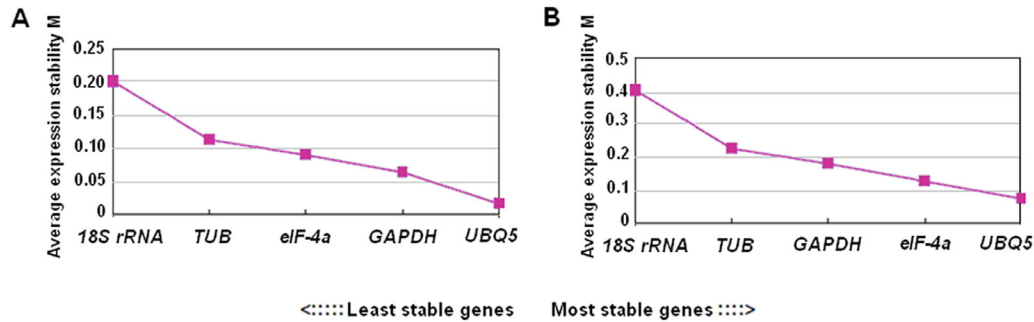 A
Average expression stability M
0.25
0.20
0.15
0.10
0.05
0
18S rRNA TUB eIF-4a GAPDH UBQ5
B
Average expression stability M
0.5
0.4
0.3
0.2
0.1
0
18S rRNA TUB GAPDH eIF-4a UBQ5
<::::: Least stable genes Most stable genes ::::>